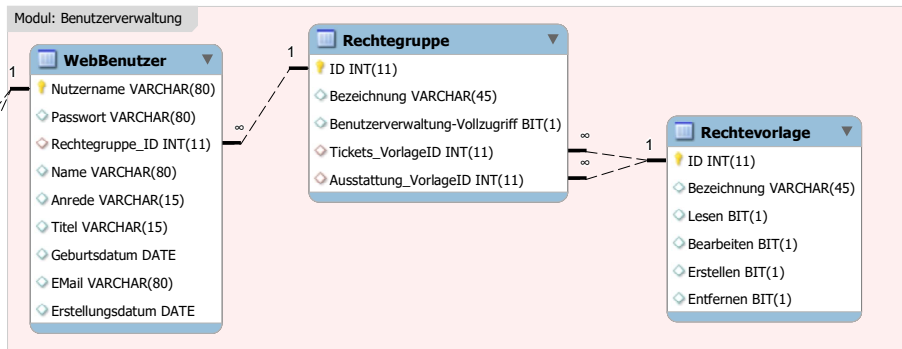 Modul: Benutzerverwaltung
WebBenutzer
1
Nutzername VARCHAR(80)
Passwort VARCHAR(80)
Rechtegruppe_ID INT(11)
∞
Name VARCHAR(80)
Anrede VARCHAR(15)
Titel VARCHAR(15)
Geburtsdatum DATE
EMail VARCHAR(80)
Erstellungsdatum DATE
Rechtegruppe
1
ID INT(11)
Bezeichnung VARCHAR(45)
Benutzerverwaltung-Vollzugriff BIT(1)
Tickets_VorlageID INT(11)
∞
Ausstattung_VorlageID INT(11)
∞
Rechtevorlage
1
ID INT(11)
Bezeichnung VARCHAR(45)
Lesen BIT(1)
Bearbeiten BIT(1)
Erstellen BIT(1)
Entfernen BIT(1)